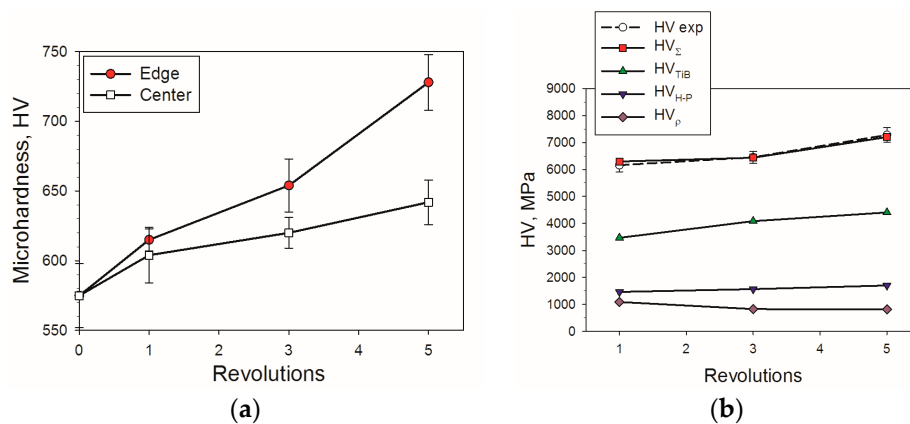 750
700
650
600
550
Microhardness, HV
Edge
Center
0 1 2 3 4 5
Revolutions
(a)
HV exp
HVΣ
HVTiB
HVH-P
HVρ
9000
8000
7000
6000
5000
4000
3000
2000
1000
0
HV, MPa
1 2 3 4 5
Revolutions
(b)